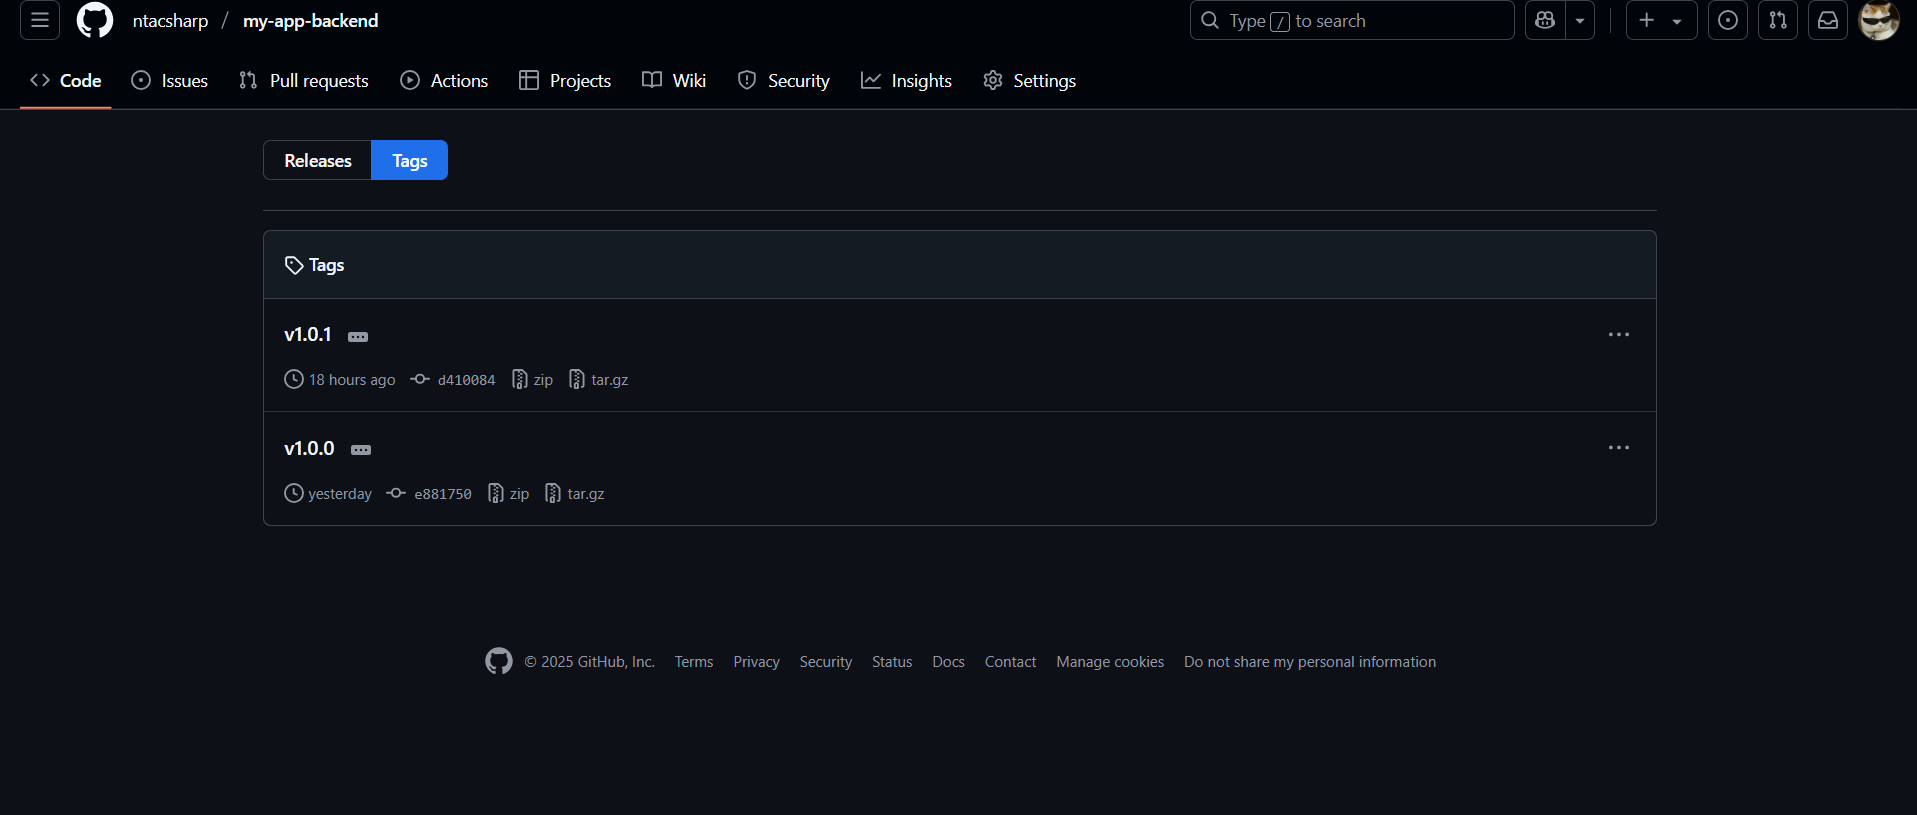 ntacsharp / my-app-backend
Type / to search
Code Issues Pull requests Actions Projects Wiki Security Insights Settings
Releases Tags
Tags
v1.0.1
18 hours ago d410084 zip tar.gz
v1.0.0
yesterday e881750 zip tar.gz
© 2025 GitHub, Inc. Terms Privacy Security Status Docs Contact Manage cookies Do not share my personal information